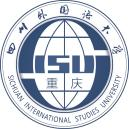 四川外国语大学
SISU
重庆
SICHUAN INTERNATIONAL STUDIES UNIVERSITY